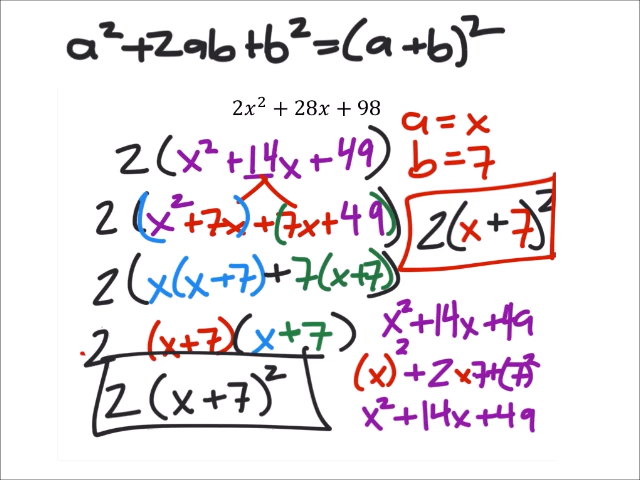 a²+2ab+b²=(a+b)²
2x² + 28x + 98
a=x
b=7
2(x²+14x+49)
2((x²+7x)+(7x+49))
2(x+7)²
2(x(x+7)+7(x+7))
2 (x+7)(x+7)
2(x+7)²
x²+14x+49
(x)²+2x7+(7)²
x²+14x+49